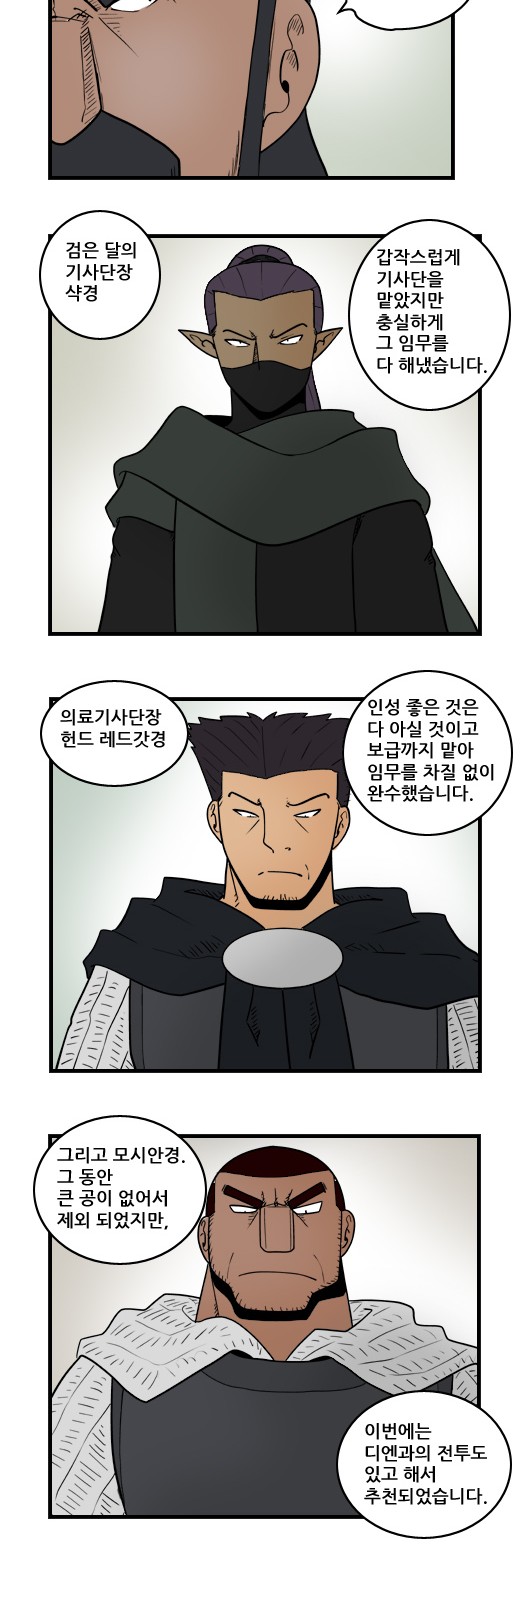 검은 달의
기사단장
샥경
갑작스럽게
기사단을
맡았지만
충실하게
그 임무를
다 해냈습니다.
의료기사단장
헌드 레드갓경
인성 좋은 것은
다 아실 것이고
보급까지 맡아
임무를 차질 없이
완수했습니다.
그리고 모시안경.
그 동안
큰 공이 없어서
제외 되었지만,
이번에는
디엔과의 전투도
있고 해서
추천되었습니다.